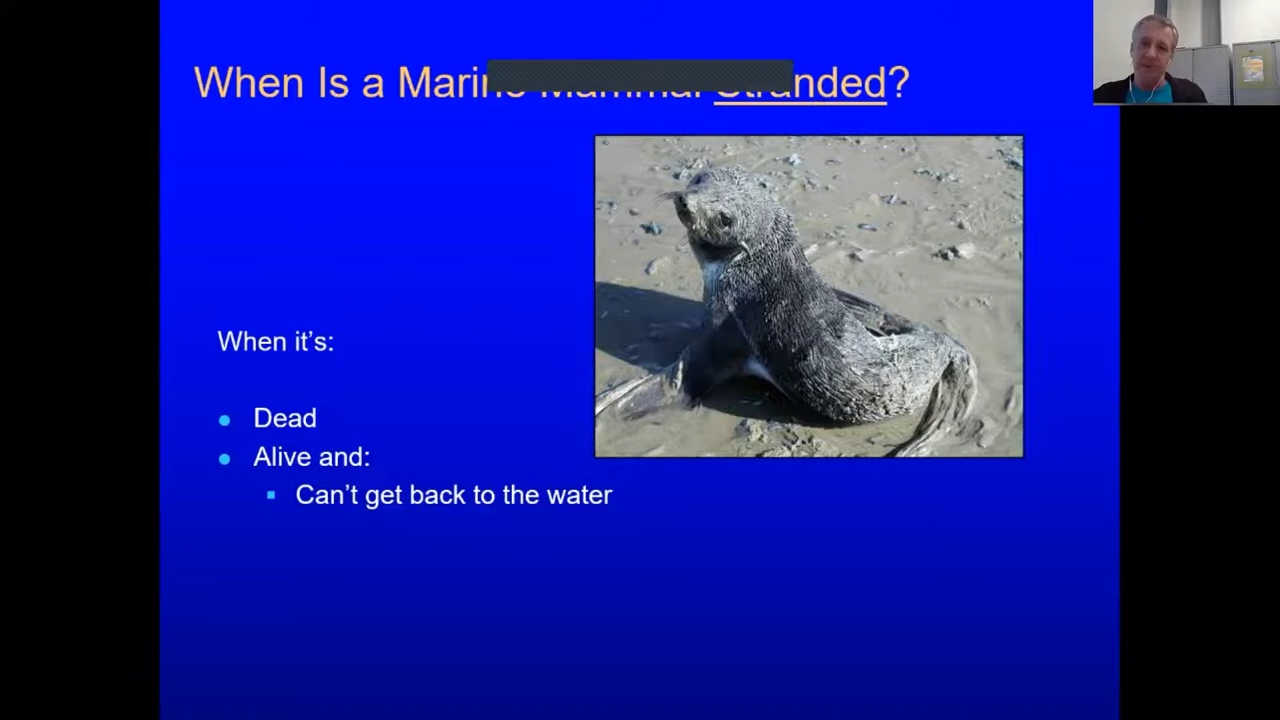 When Is a Marine Mammal Stranded?
When it's:
Dead
Alive and:
Can't get back to the water